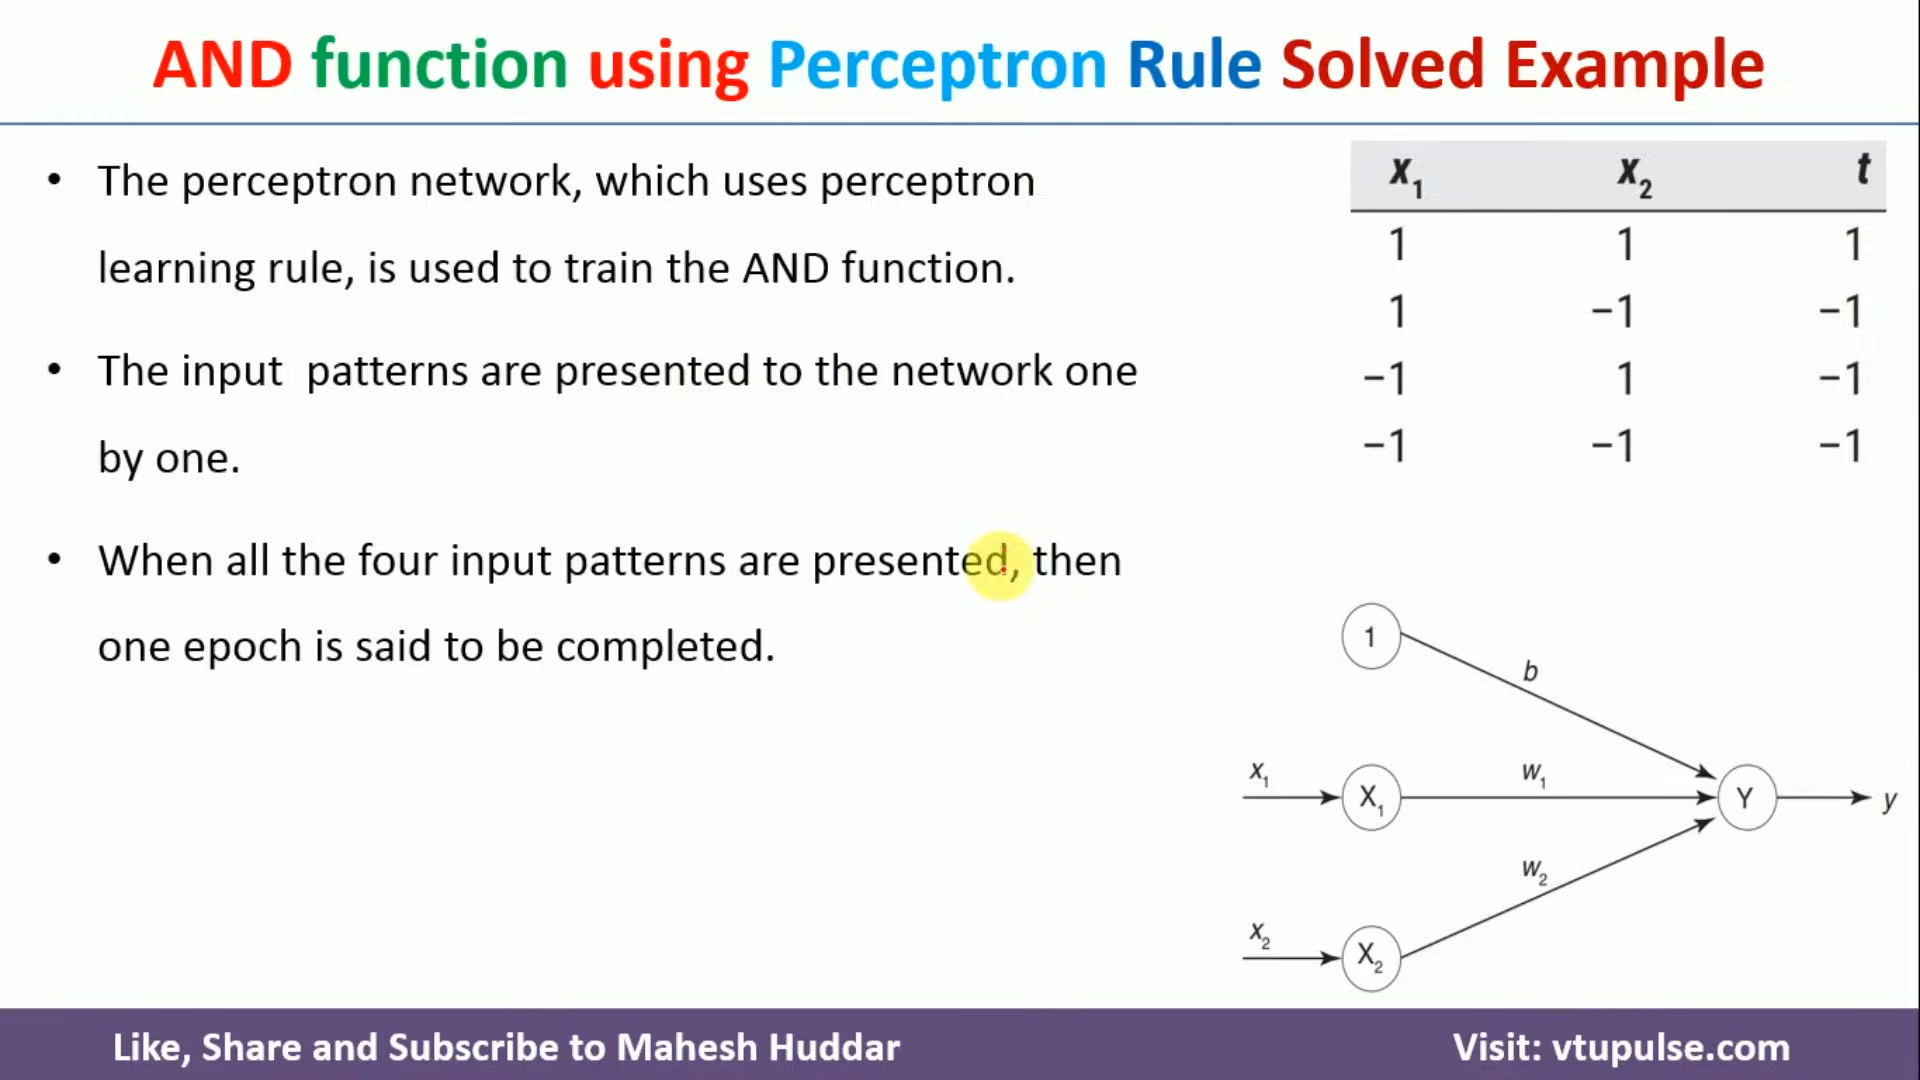 AND function using Perceptron Rule Solved Example
• The perceptron network, which uses perceptron
learning rule, is used to train the AND function.
• The input patterns are presented to the network one
by one.
• When all the four input patterns are presented, then
one epoch is said to be completed.
x₁ x₂ t
1 1 1
1 −1 −1
−1 1 −1
−1 −1 −1
1
b
x₁ X₁ w₁ Y y
w₂
x₂ X₂
Like, Share and Subscribe to Mahesh Huddar
Visit: vtupulse.com